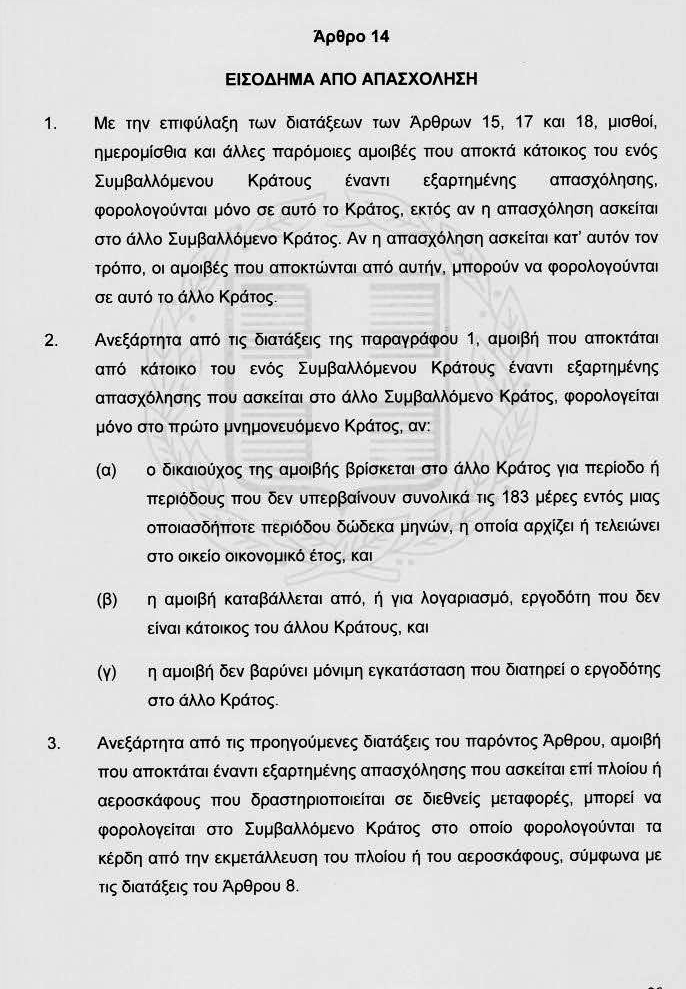 Άρθρο 14
ΕΙΣΟΔΗΜΑ ΑΠΟ ΑΠΑΣΧΟΛΗΣΗ
1. Με την επιφύλαξη των διατάξεων των Άρθρων 15, 17 και 18, μισθοί,
ημερομίσθια και άλλες παρόμοιες αμοιβές που αποκτά κάτοικος του ενός
Συμβαλλόμενου Κράτους έναντι εξαρτημένης απασχόλησης,
φορολογούνται μόνο σε αυτό το Κράτος, εκτός αν η απασχόληση ασκείται
στο άλλο Συμβαλλόμενο Κράτος. Αν η απασχόληση ασκείται κατ’ αυτόν τον
τρόπο, οι αμοιβές που αποκτώνται από αυτήν, μπορούν να φορολογούνται
σε αυτό το άλλο Κράτος.
2. Ανεξάρτητα από τις διατάξεις της παραγράφου 1, αμοιβή που αποκτάται
από κάτοικο του ενός Συμβαλλόμενου Κράτους έναντι εξαρτημένης
απασχόλησης που ασκείται στο άλλο Συμβαλλόμενο Κράτος, φορολογείται
μόνο στο πρώτο μνημονευόμενο Κράτος, αν:
(α) ο δικαιούχος της αμοιβής βρίσκεται στο άλλο Κράτος για περίοδο ή
περιόδους που δεν υπερβαίνουν συνολικά τις 183 μέρες εντός μιας
οποιασδήποτε περιόδου δώδεκα μηνών, η οποία αρχίζει ή τελειώνει
στο οικείο οικονομικό έτος, και
(β) η αμοιβή καταβάλλεται από, ή για λογαριασμό, εργοδότη που δεν
είναι κάτοικος του άλλου Κράτους, και
(γ) η αμοιβή δεν βαρύνει μόνιμη εγκατάσταση που διατηρεί ο εργοδότης
στο άλλο Κράτος.
3. Ανεξάρτητα από τις προηγούμενες διατάξεις του παρόντος Άρθρου, αμοιβή
που αποκτάται έναντι εξαρτημένης απασχόλησης που ασκείται επί πλοίου ή
αεροσκάφους που δραστηριοποιείται σε διεθνείς μεταφορές, μπορεί να
φορολογείται στο Συμβαλλόμενο Κράτος στο οποίο φορολογούνται τα
κέρδη από την εκμετάλλευση του πλοίου ή του αεροσκάφους, σύμφωνα με
τις διατάξεις του Άρθρου 8.